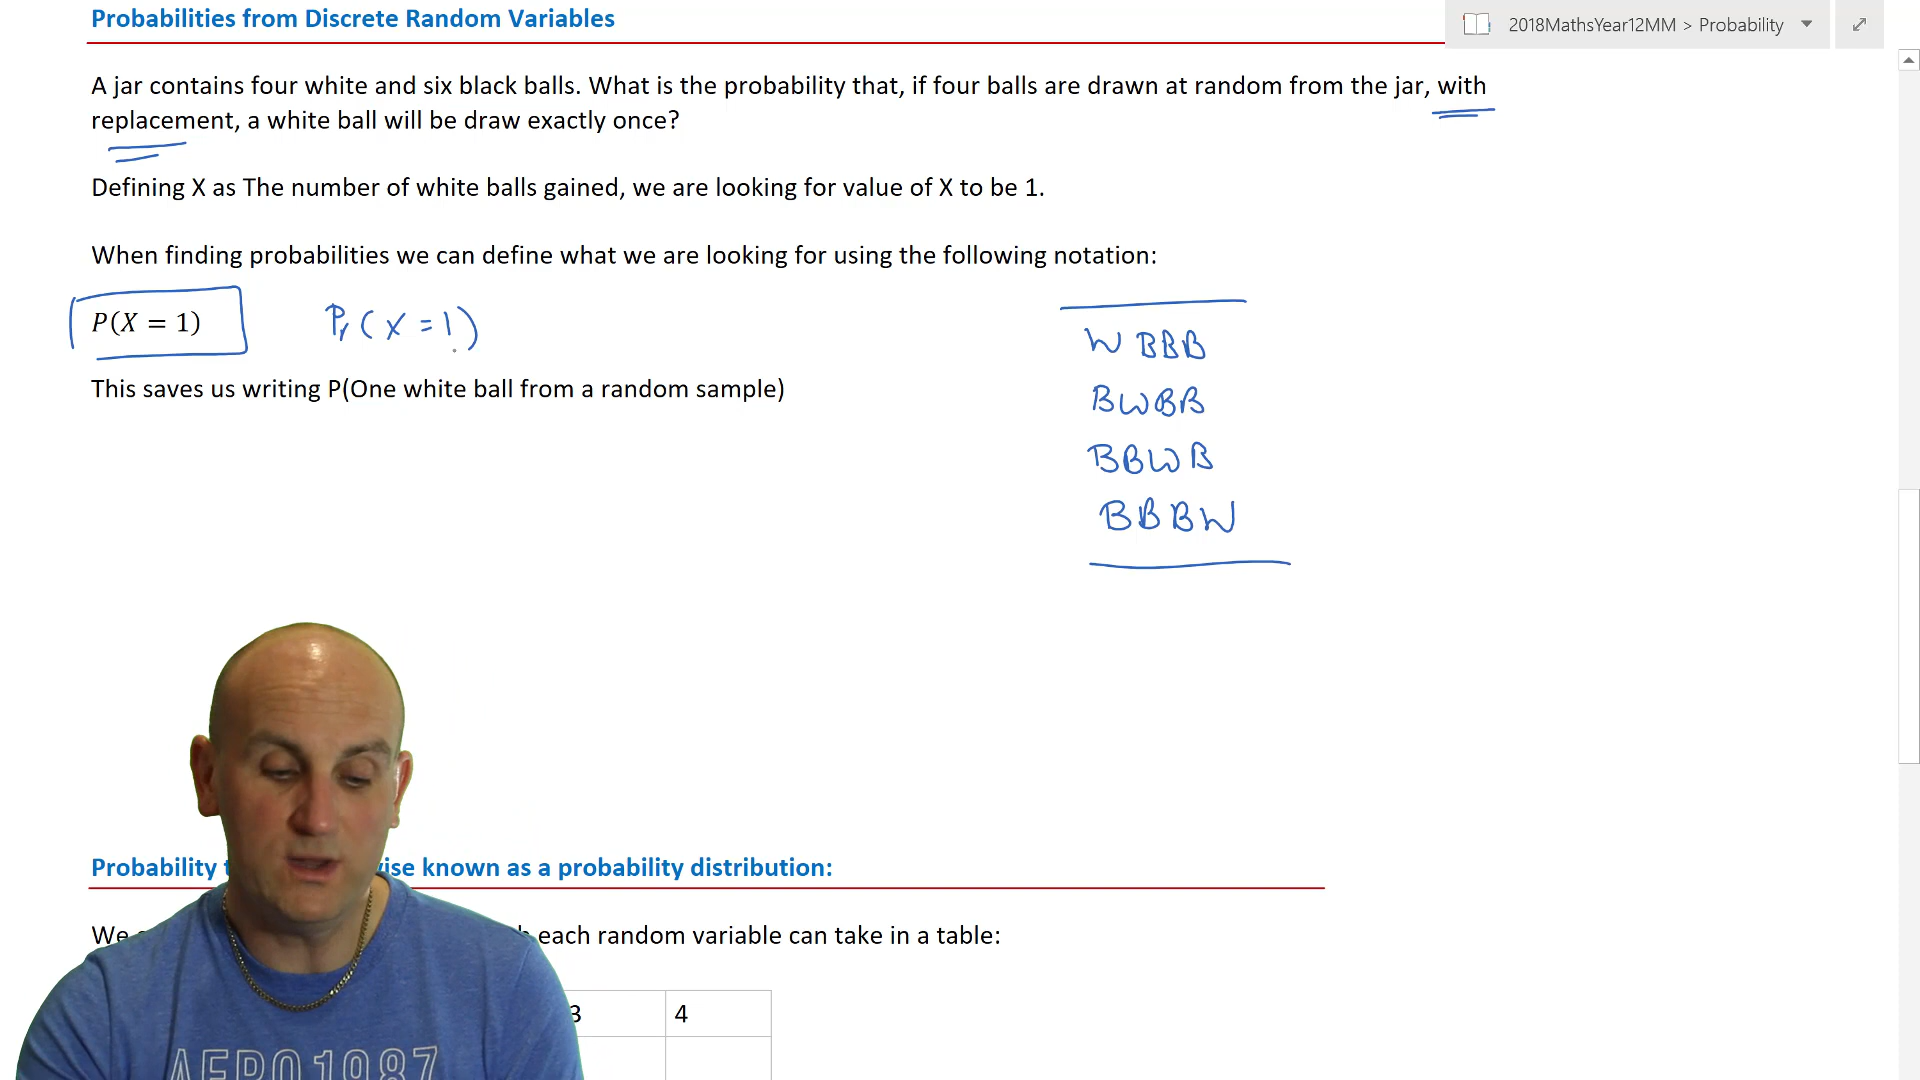 Probabilities from Discrete Random Variables
2018MathsYear12MM > Probability
A jar contains four white and six black balls. What is the probability that, if four balls are drawn at random from the jar, with
replacement, a white ball will be draw exactly once?
Defining X as The number of white balls gained, we are looking for value of X to be 1.
When finding probabilities we can define what we are looking for using the following notation:
P(X = 1)
Pr (X = 1)
This saves us writing P(One white ball from a random sample)
W B B B
B W B B
B B W B
B B B W
Probability
known as a probability distribution:
We
each random variable can take in a table:
3
4
AERO1987